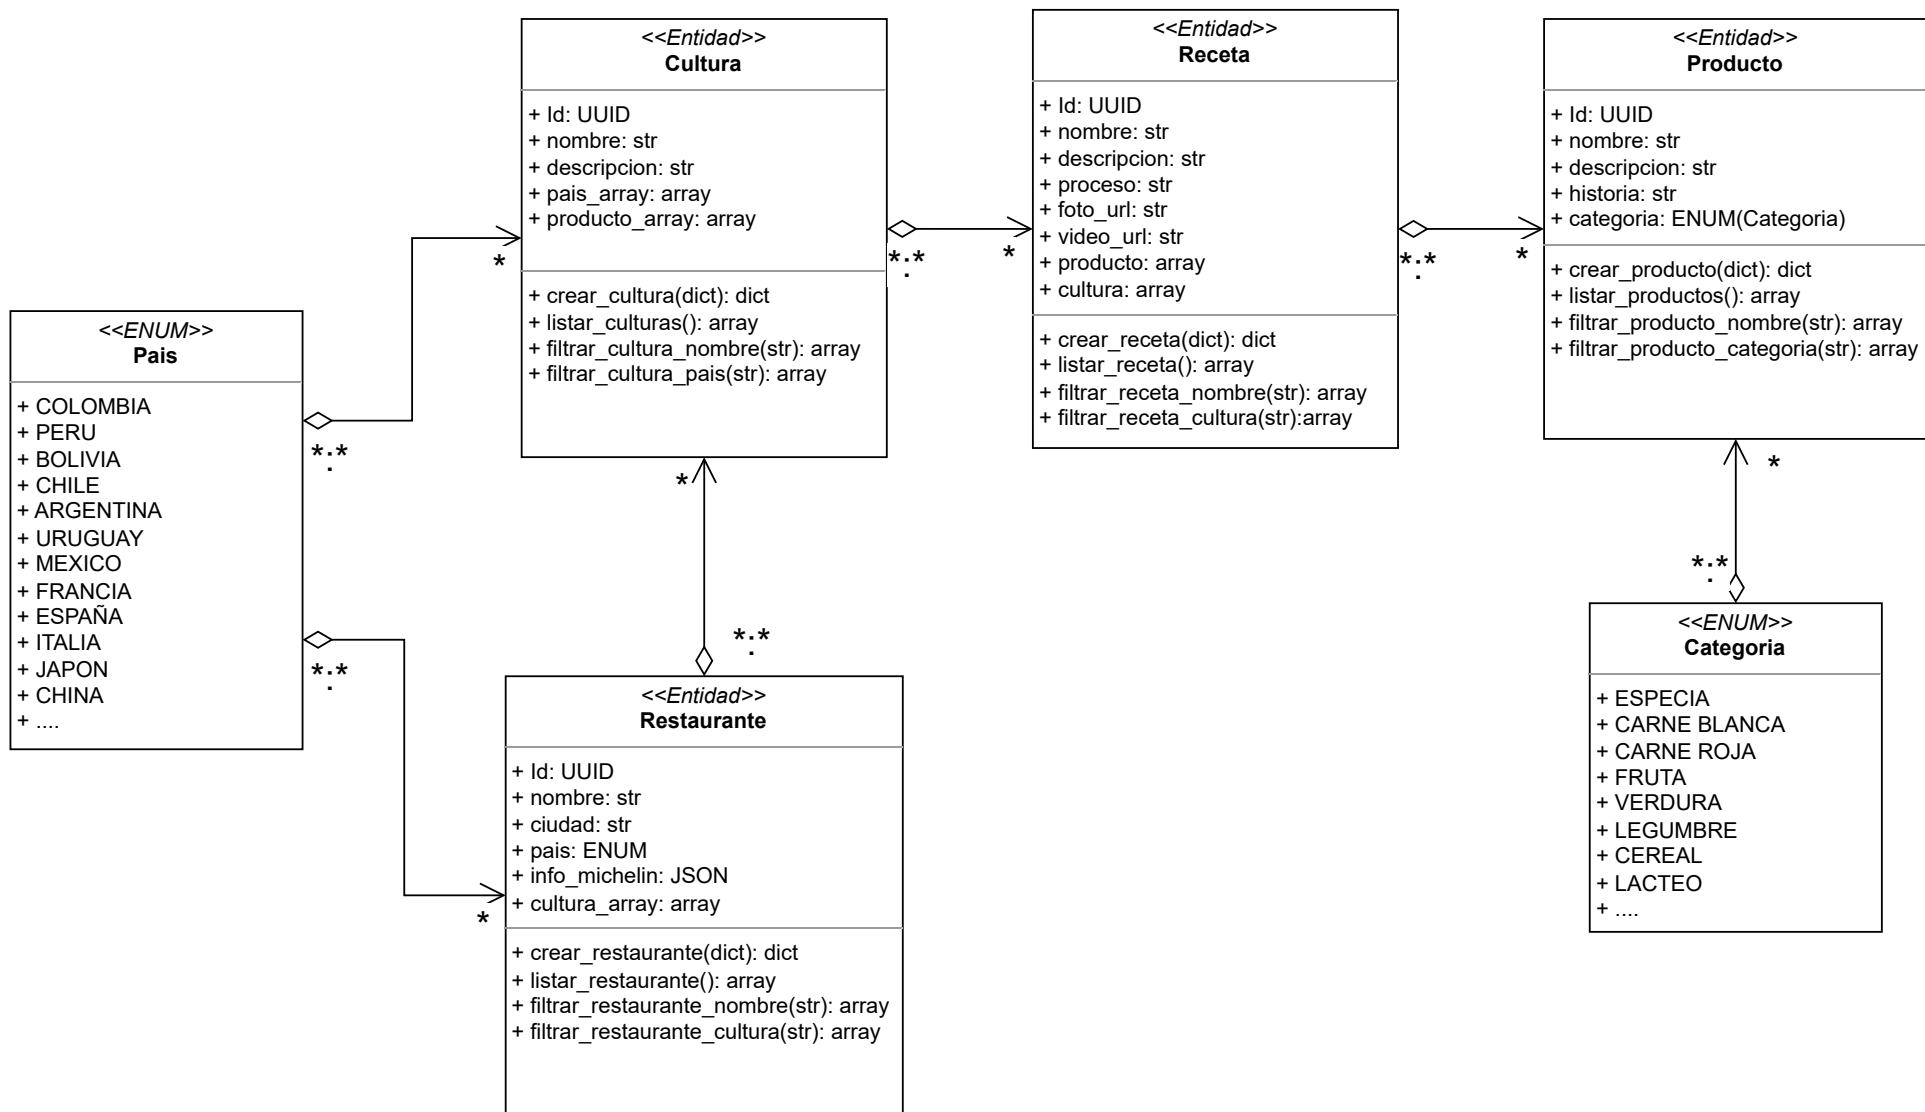 <<Entidad>>
Cultura
+ Id: UUID
+ nombre: str
+ descripcion: str
+ pais_array: array
+ producto_array: array
+ crear_cultura(dict): dict
+ listar_culturas(): array
+ filtrar_cultura_nombre(str): array
+ filtrar_cultura_pais(str): array
<<Entidad>>
Receta
+ Id: UUID
+ nombre: str
+ descripcion: str
+ proceso: str
+ foto_url: str
+ video_url: str
+ producto: array
+ cultura: array
+ crear_receta(dict): dict
+ listar_receta(): array
+ filtrar_receta_nombre(str): array
+ filtrar_receta_cultura(str):array
<<Entidad>>
Producto
+ Id: UUID
+ nombre: str
+ descripcion: str
+ historia: str
+ categoria: ENUM(Categoria)
+ crear_producto(dict): dict
+ listar_productos(): array
+ filtrar_producto_nombre(str): array
+ filtrar_producto_categoria(str): array
<<ENUM>>
Pais
+ COLOMBIA
+ PERU
+ BOLIVIA
+ CHILE
+ ARGENTINA
+ URUGUAY
+ MEXICO
+ FRANCIA
+ ESPAÑA
+ ITALIA
+ JAPON
+ CHINA
+ ....
*:*
*
*:*
*
*:*
*
*:*
*
*:*
*
*:*
*
<<Entidad>>
Restaurante
+ Id: UUID
+ nombre: str
+ ciudad: str
+ pais: ENUM
+ info_michelin: JSON
+ cultura_array: array
+ crear_restaurante(dict): dict
+ listar_restaurante(): array
+ filtrar_restaurante_nombre(str): array
+ filtrar_restaurante_cultura(str): array
<<ENUM>>
Categoria
+ ESPECIA
+ CARNE BLANCA
+ CARNE ROJA
+ FRUTA
+ VERDURA
+ LEGUMBRE
+ CEREAL
+ LACTEO
+ ....